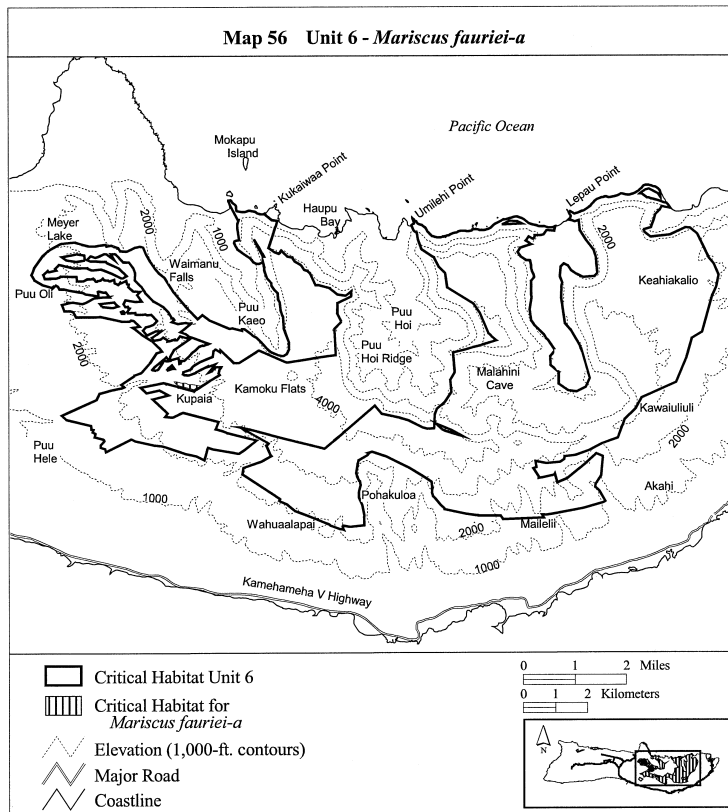 Map 56 Unit 6 - Mariscus fauriei-a
Pacific Ocean
Mokapu
Island
Kukaiwaa Point
Haupu
Bay
Umilehi Point
Lepau Point
Meyer
Lake
2000
1000
2000
Waimanu
Falls
Keahiakalio
Puu Oli
Puu
Kaeo
Puu
Hoi
Puu
Hoi Ridge
2000
Malahini
Cave
Kupaia
Kamoku Flats
4000
Kawaiuliuli
2000
Puu
Hele
1000
Pohakuloa
Akahi
Wahuaalapai
2000
Mailelii
1000
Kamehameha V Highway
Critical Habitat Unit 6
Critical Habitat for
Mariscus fauriei-a
Elevation (1,000-ft. contours)
Major Road
Coastline
0 1 2 Miles
0 1 2 Kilometers
N